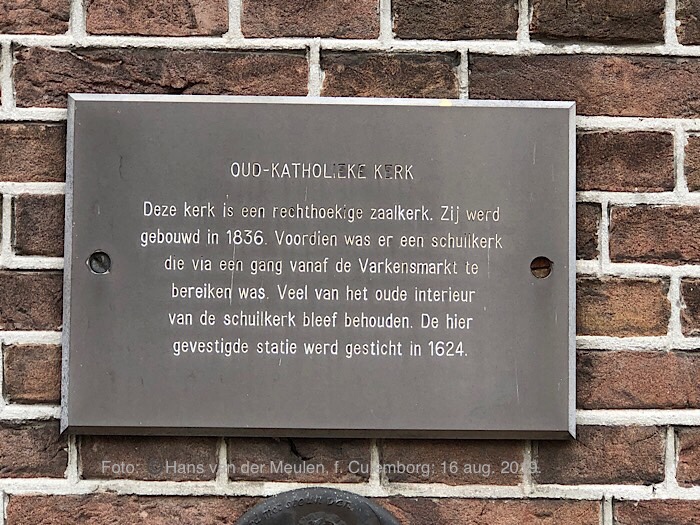 OUD-KATHOLIEKE KERK
Deze kerk is een rechthoekige zaalkerk. Zij werd
gebouwd in 1836. Voordien was er een schuilkerk
die via een gang vanaf de Varkensmarkt te
bereiken was. Veel van het oude interieur
van de schuilkerk bleef behouden. De hier
gevestigde statie werd gesticht in 1624.
Foto: © Hans van der Meulen, f. Culemborg; 16 aug. 2019.